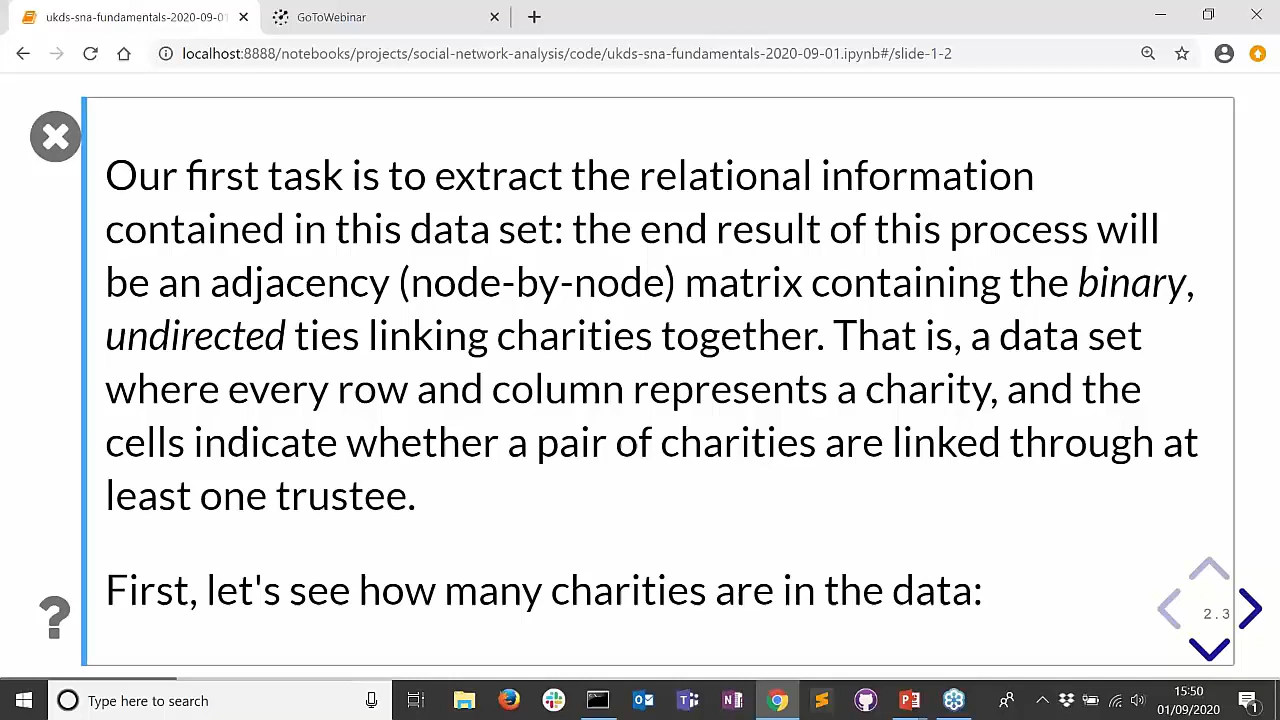 ukds-sna-fundamentals-2020-09-01
GoToWebinar
localhost:8888/notebooks/projects/social-network-analysis/code/ukds-sna-fundamentals-2020-09-01.ipynb#/slide-1-2
Our first task is to extract the relational information
contained in this data set: the end result of this process will
be an adjacency (node-by-node) matrix containing the binary,
undirected ties linking charities together. That is, a data set
where every row and column represents a charity, and the
cells indicate whether a pair of charities are linked through at
least one trustee.
First, let's see how many charities are in the data:
2.3
Type here to search
15:50
01/09/2020
1